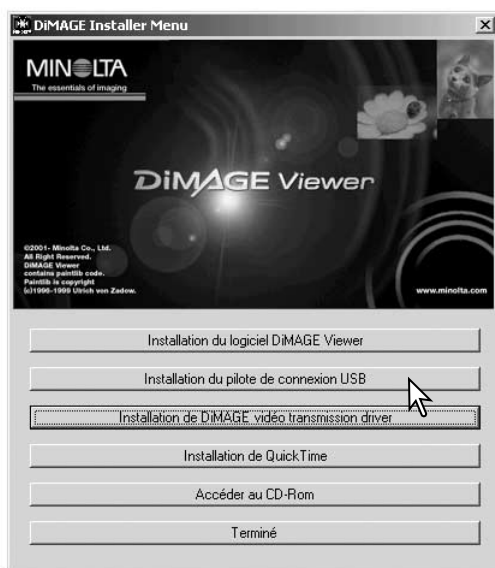 DiMAGE Installer Menu
MINOLTA
The essentials of imaging
DiMAGE Viewer
©2001- Minolta Co., Ltd.
All Right Reserved.
DiMAGE Viewer
contains paintlib code.
Paintlib is copyright
(c)1996-1999 Ulrich von Zadow.
www.minolta.com
Installation du logiciel DiMAGE Viewer
Installation du pilote de connexion USB
Installation de DiMAGE vidéo transmission driver
Installation de QuickTime
Accéder au CD-Rom
Terminé